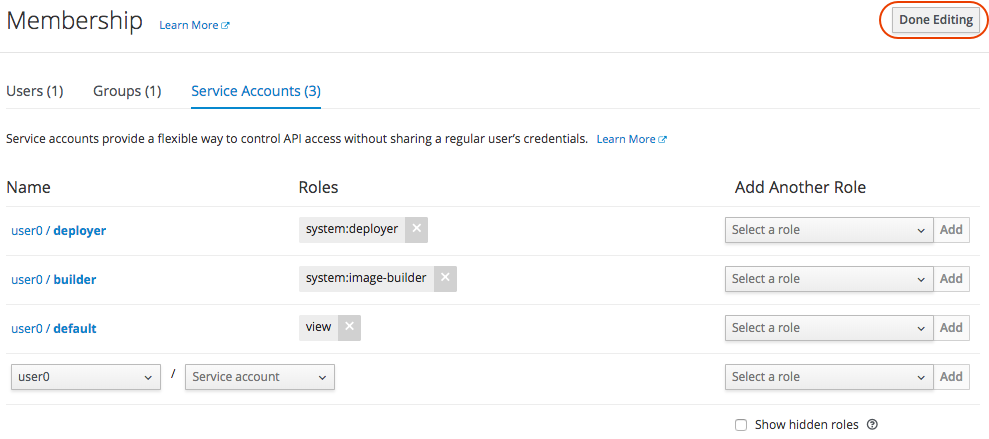 Membership Learn More Done Editing
Users (1) Groups (1) Service Accounts (3)
Service accounts provide a flexible way to control API access without sharing a regular user's credentials. Learn More
Name Roles Add Another Role
user0 / deployer system:deployer × Select a role Add
user0 / builder system:image-builder × Select a role Add
user0 / default view × Select a role Add
user0 / Service account Select a role Add
Show hidden roles ?